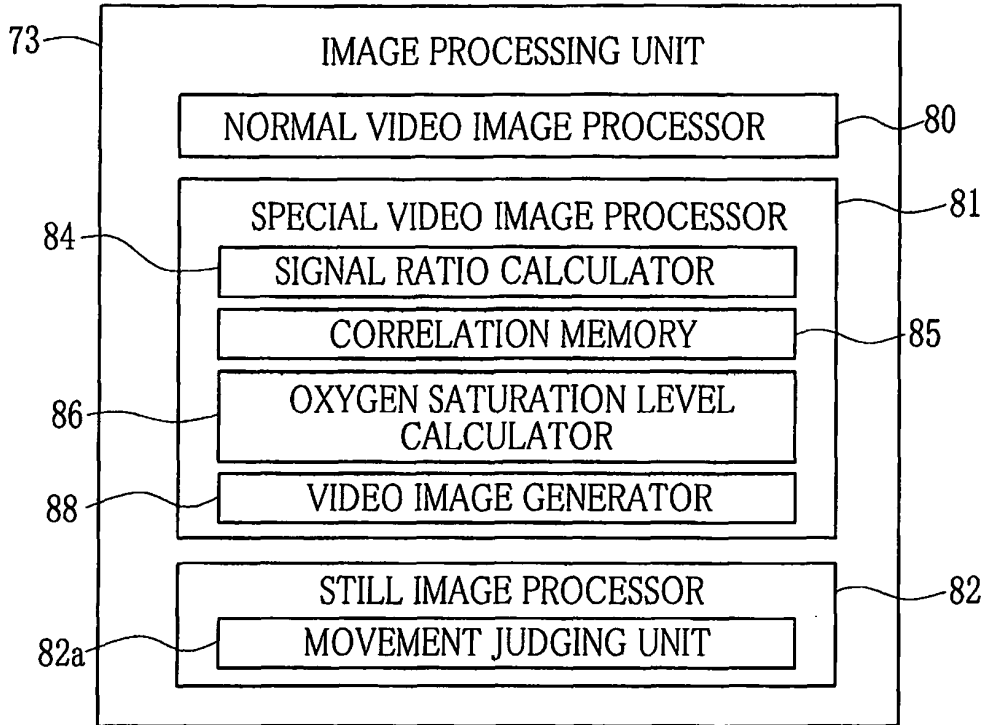 73
IMAGE PROCESSING UNIT
NORMAL VIDEO IMAGE PROCESSOR
80
81
SPECIAL VIDEO IMAGE PROCESSOR
84
SIGNAL RATIO CALCULATOR
CORRELATION MEMORY
85
86
OXYGEN SATURATION LEVEL
CALCULATOR
88
VIDEO IMAGE GENERATOR
STILL IMAGE PROCESSOR
82
82a
MOVEMENT JUDGING UNIT